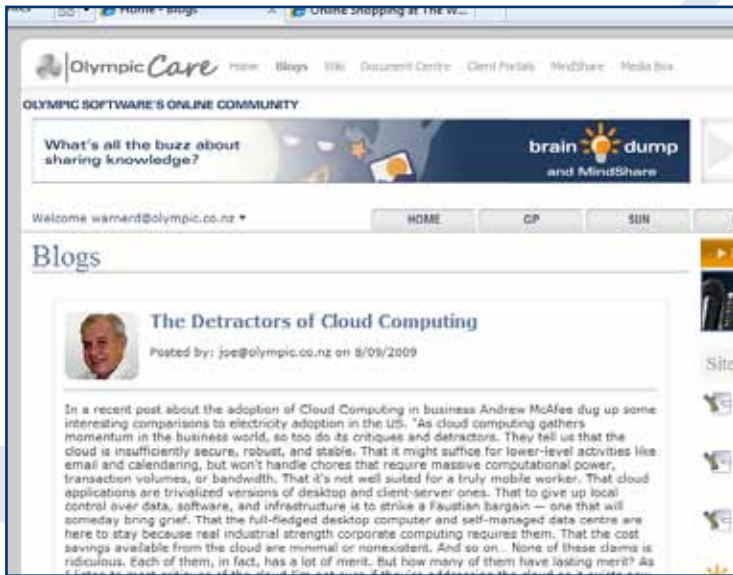 Home - Blogs
Online Shopping at The W...
Olympic Care Home Blogs Wiki Document Centre Client Portals MindShare Media Box
OLYMPIC SOFTWARE'S ONLINE COMMUNITY
What's all the buzz about
sharing knowledge?
brain dump
and MindShare
Welcome warnerd@olympic.co.nz
HOME GP SUN
Blogs
The Detractors of Cloud Computing
Posted by: joe@olympic.co.nz on 8/09/2009
Site
In a recent post about the adoption of Cloud Computing in business Andrew McAfee dug up some
interesting comparisons to electricity adoption in the US. "As cloud computing gathers
momentum in the business world, so too do its critiques and detractors. They tell us that the
cloud is insufficiently secure, robust, and stable. That it might suffice for lower-level activities like
email and calendaring, but won't handle chores that require massive computational power,
transaction volumes, or bandwidth. That it's not well suited for a truly mobile worker. That cloud
applications are trivialized versions of desktop and client-server ones. That to give up local
control over data, software, and infrastructure is to strike a Faustian bargain — one that will
someday bring grief. That the full-fledged desktop computer and self-managed data centre are
here to stay because real industrial strength corporate computing requires them. That the cost
savings available from the cloud are minimal or nonexistent. And so on.. None of these claims is
ridiculous. Each of them, in fact, has a lot of merit. But how many of them have lasting merit? As